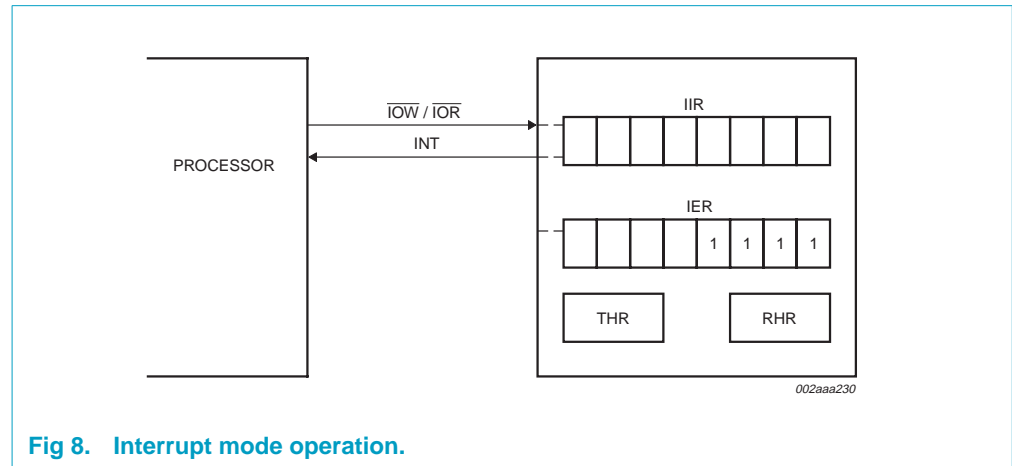 IOW / IOR
IIR
INT
PROCESSOR
IER
1 1 1 1
THR RHR
002aaa230
Fig 8. Interrupt mode operation.